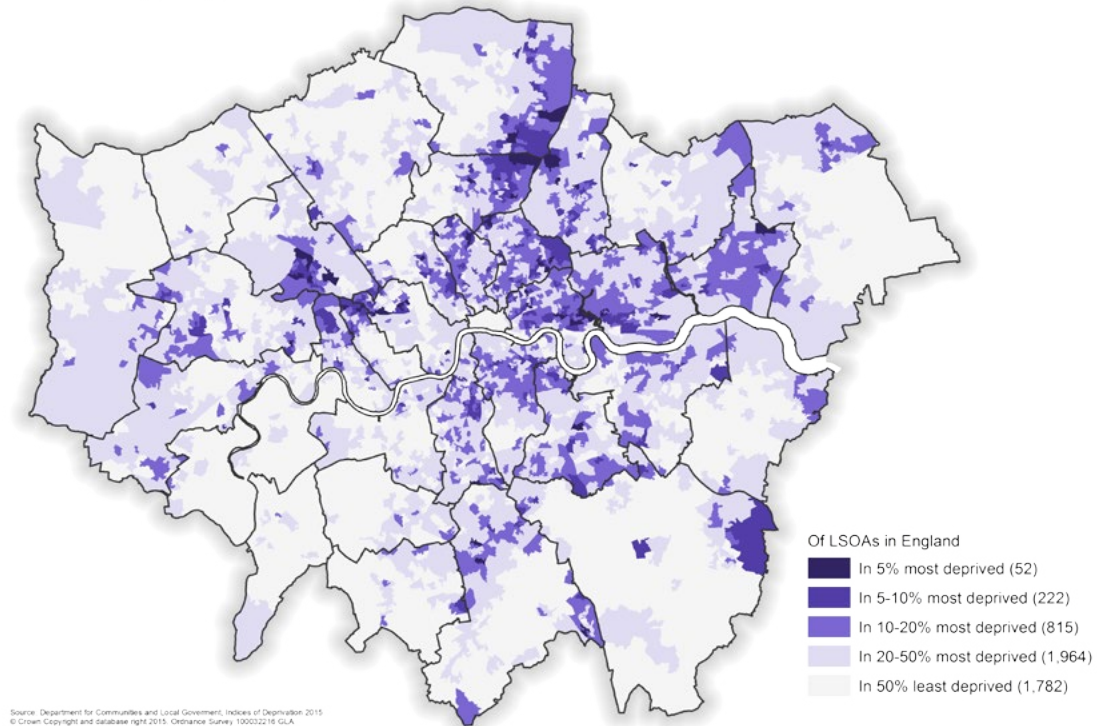 Of LSOAs in England
In 5% most deprived (52)
In 5-10% most deprived (222)
In 10-20% most deprived (815)
In 20-50% most deprived (1,964)
In 50% least deprived (1,782)
Source: Department for Communities and Local Government, Indices of Deprivation 2015
© Crown Copyright and database right 2015. Ordnance Survey 100032216 GLA